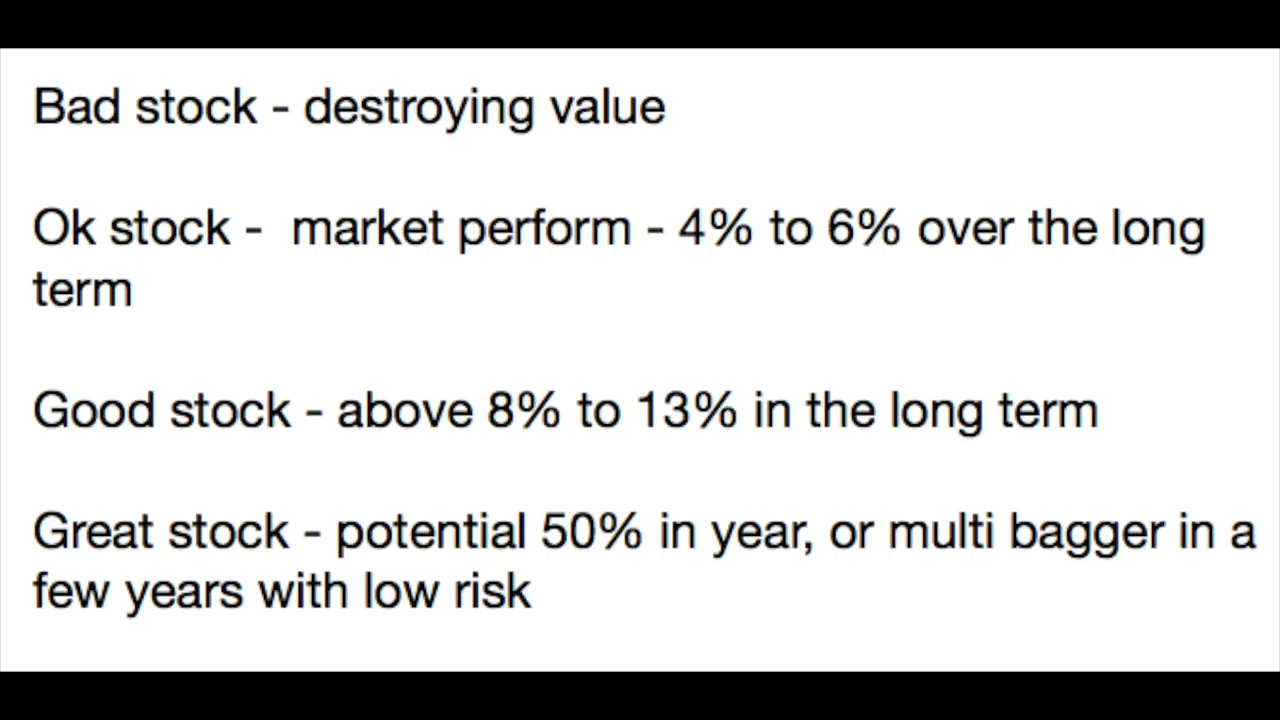 Bad stock - destroying value
Ok stock -  market perform - 4% to 6% over the long
term
Good stock - above 8% to 13% in the long term
Great stock - potential 50% in year, or multi bagger in a
few years with low risk